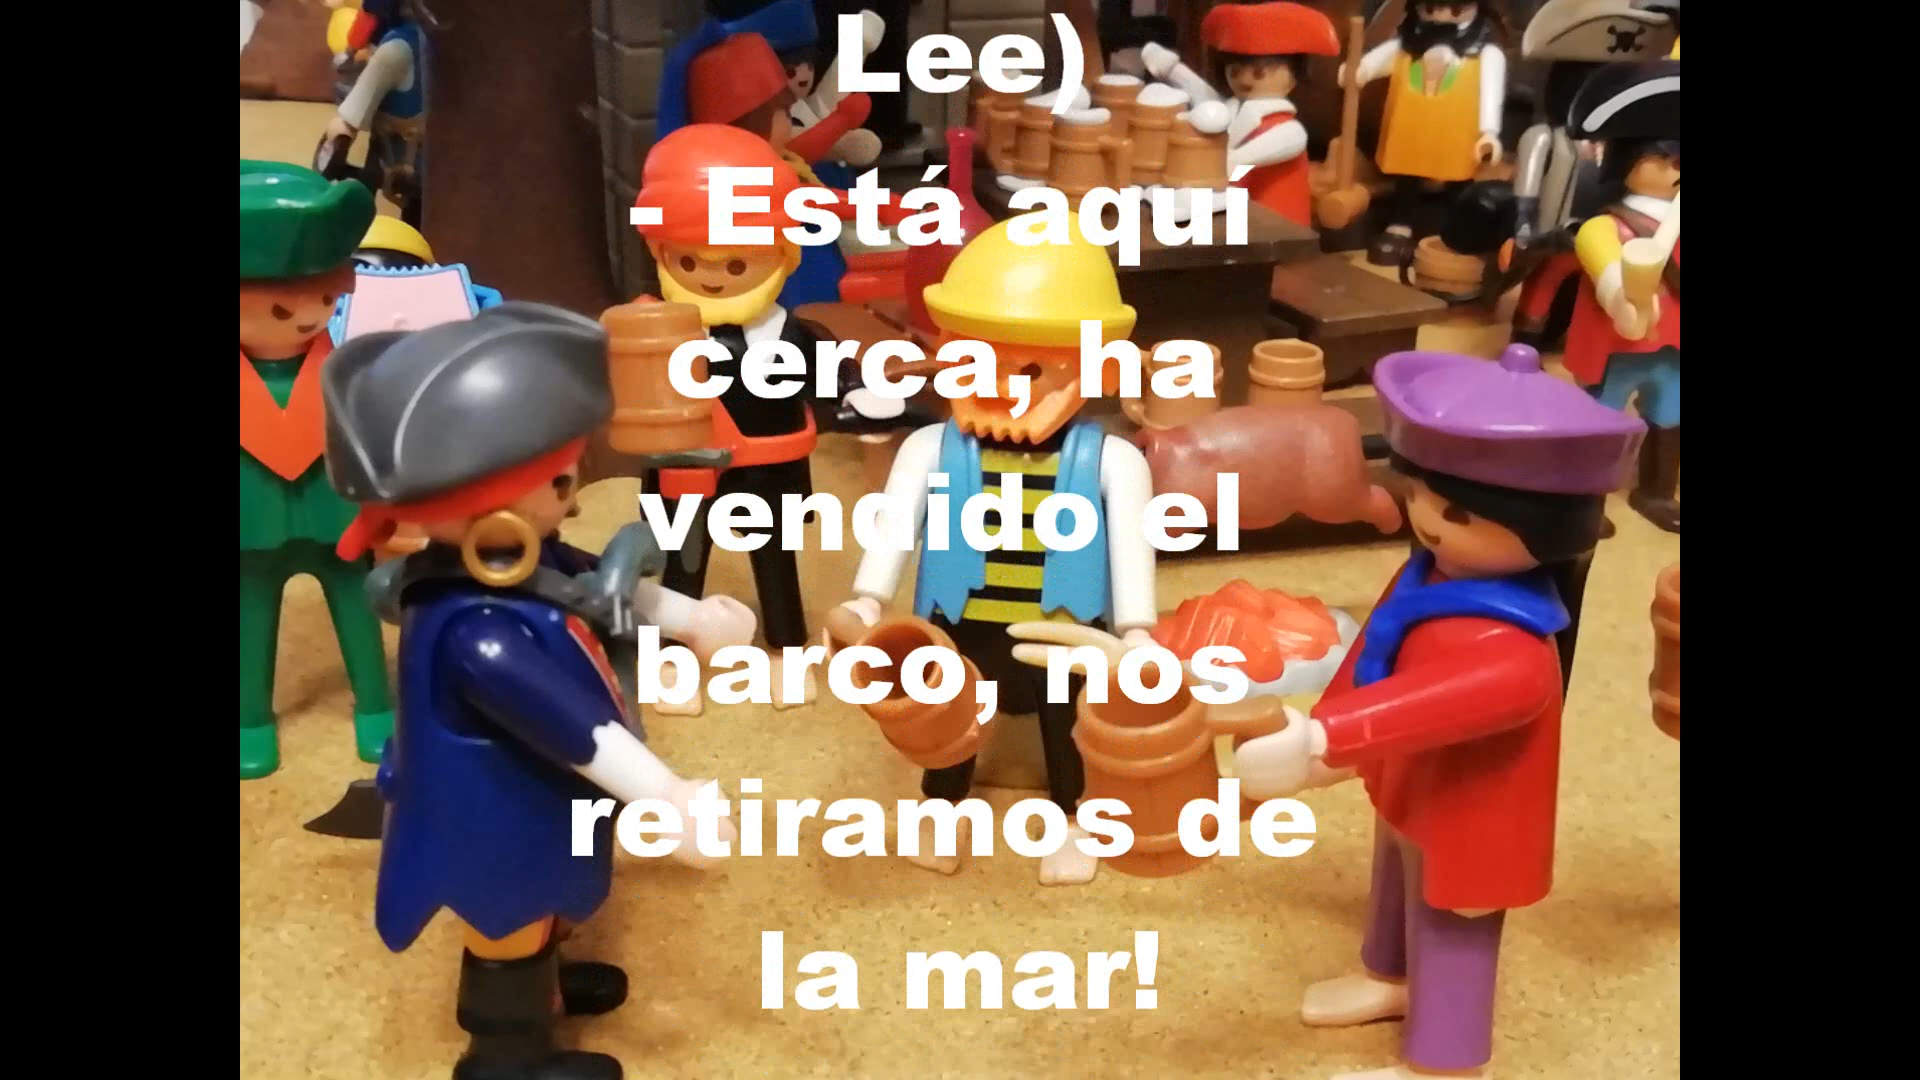 Lee)
- Está aquí
cerca, ha
vendido el
barco, nos
retiramos de
la mar!